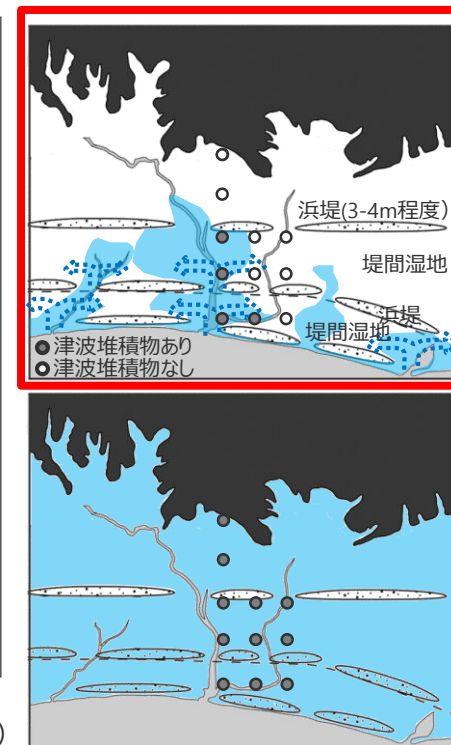 浜堤(3-4m程度)
堤間湿地
浜堤
堤間湿地
津波堆積物あり
津波堆積物なし
)